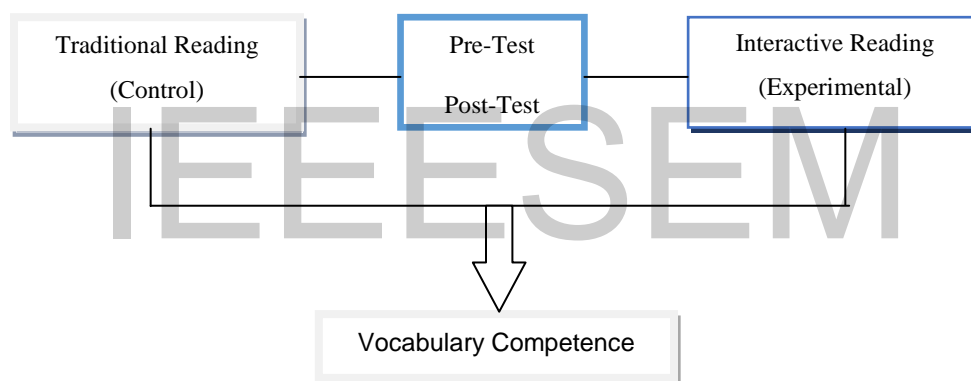 Traditional Reading
(Control)
Pre-Test
Post-Test
Interactive Reading
(Experimental)
IEEESEM
Vocabulary Competence